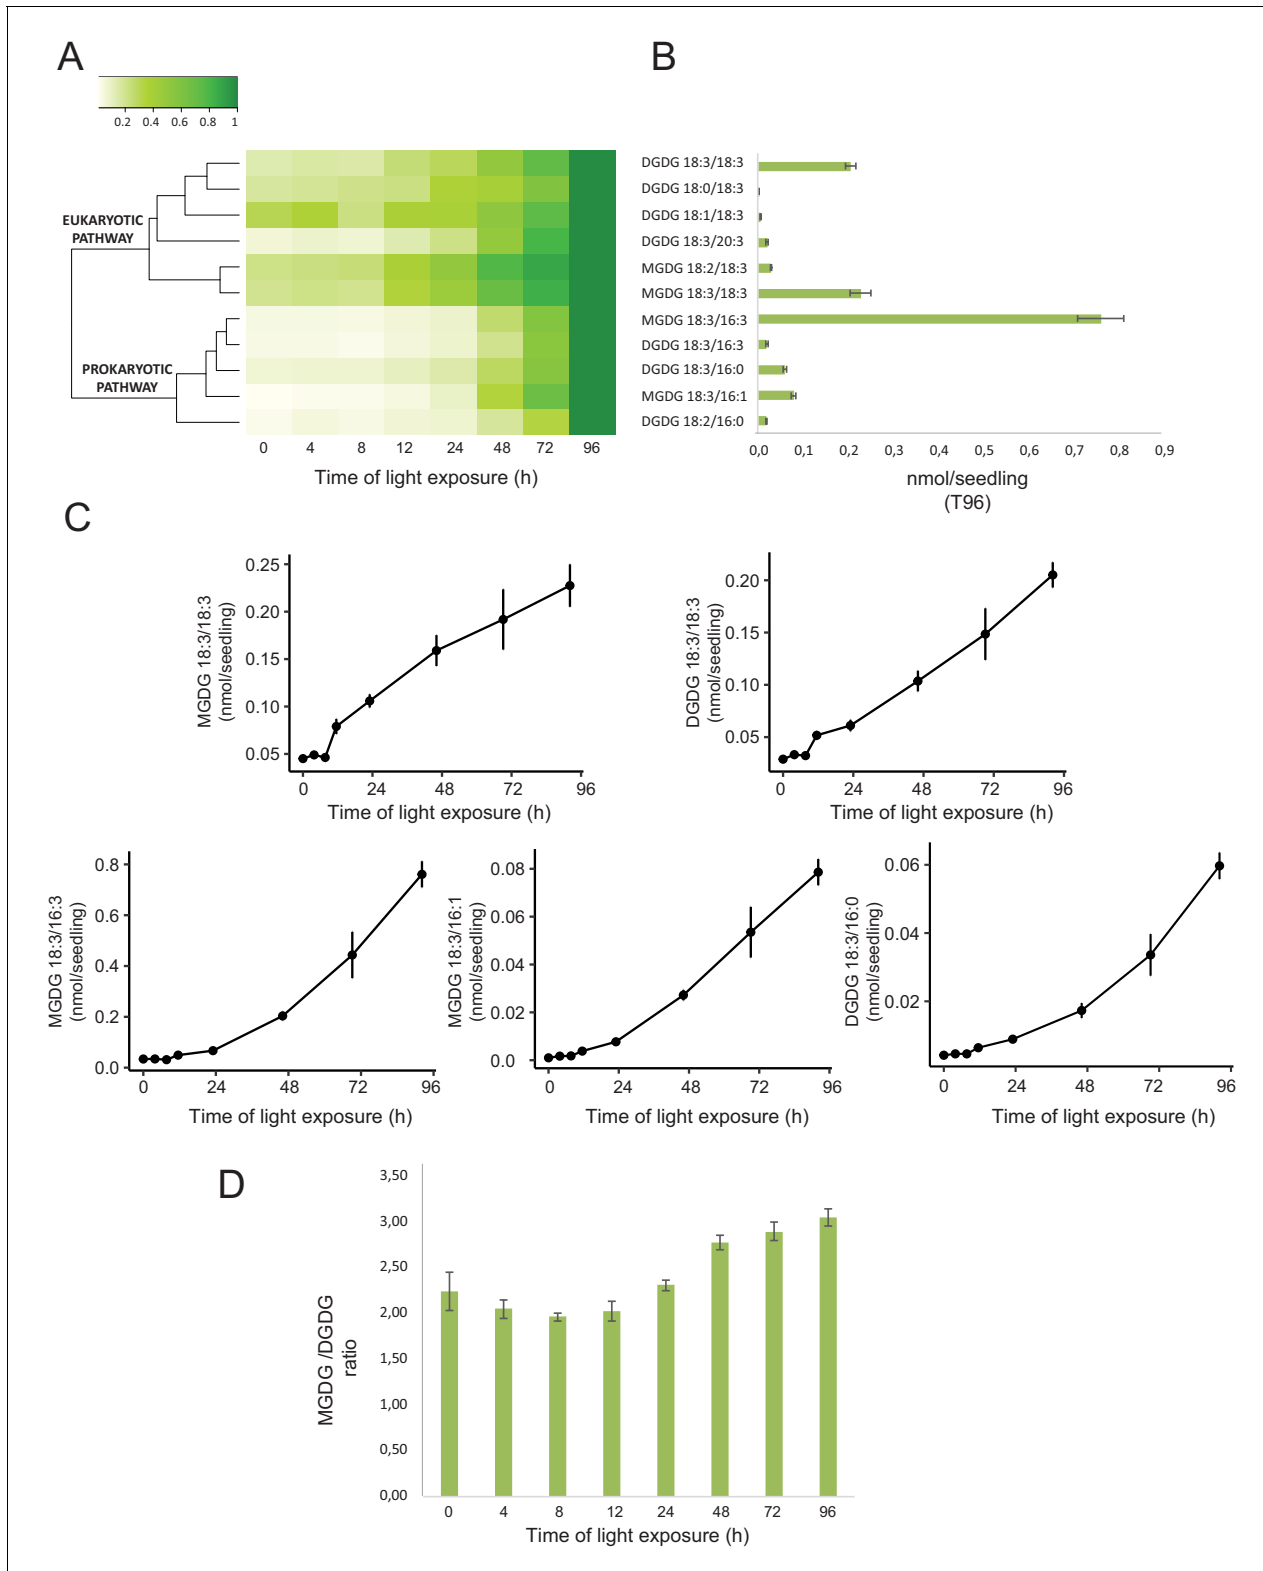 A
B
0.2 0.4 0.6 0.8 1
EUKARYOTIC
PATHWAY
PROKARYOTIC
PATHWAY
0 4 8 12 24 48 72 96
Time of light exposure (h)
DGDG 18:3/18:3
DGDG 18:0/18:3
DGDG 18:1/18:3
DGDG 18:3/20:3
MGDG 18:2/18:3
MGDG 18:3/18:3
MGDG 18:3/16:3
DGDG 18:3/16:3
DGDG 18:3/16:0
MGDG 18:3/16:1
DGDG 18:2/16:0
0,0 0,1 0,2 0,3 0,4 0,5 0,6 0,7 0,8 0,9
nmol/seedling
(T96)
C
MGDG 18:3/18:3
(nmol/seedling)
0.25
0.20
0.15
0.10
0.05
0 24 48 72 96
Time of light exposure (h)
DGDG 18:3/18:3
(nmol/seedling)
0.20
0.15
0.10
0.05
0 24 48 72 96
Time of light exposure (h)
MGDG 18:3/16:3
(nmol/seedling)
0.8
0.6
0.4
0.2
0.0
0 24 48 72 96
Time of light exposure (h)
MGDG 18:3/16:1
(nmol/seedling)
0.08
0.06
0.04
0.02
0.0
0 24 48 72 96
Time of light exposure (h)
DGDG 18:3/16:0
(nmol/seedling)
0.06
0.04
0.02
0 24 48 72 96
Time of light exposure (h)
D
MGDG /DGDG
ratio
3,50
3,00
2,50
2,00
1,50
1,00
0,50
0,00
0 4 8 12 24 48 72 96
Time of light exposure (h)